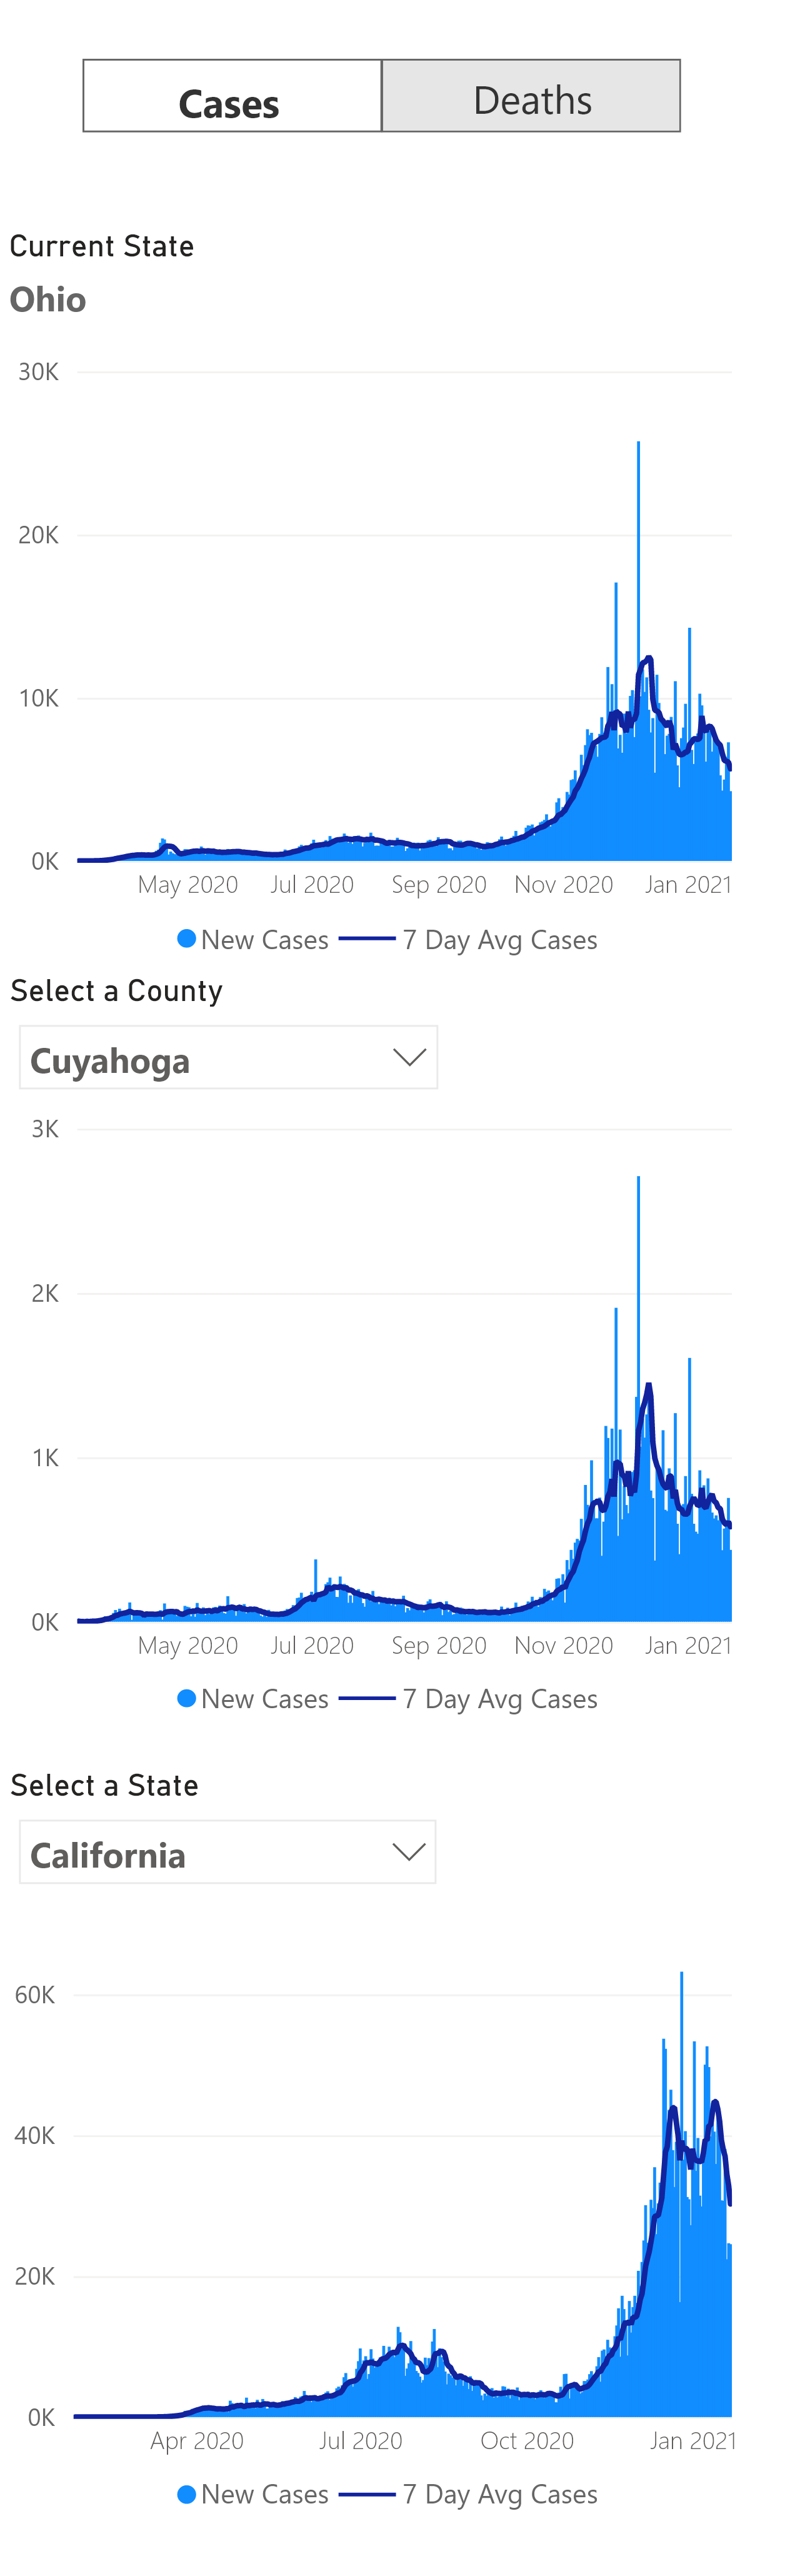 Cases Deaths
Current State
Ohio
30K
20K
10K
0K
May 2020 Jul 2020 Sep 2020 Nov 2020 Jan 2021
New Cases 7 Day Avg Cases
Select a County
Cuyahoga
3K
2K
1K
0K
May 2020 Jul 2020 Sep 2020 Nov 2020 Jan 2021
New Cases 7 Day Avg Cases
Select a State
California
60K
40K
20K
0K
Apr 2020 Jul 2020 Oct 2020 Jan 2021
New Cases 7 Day Avg Cases